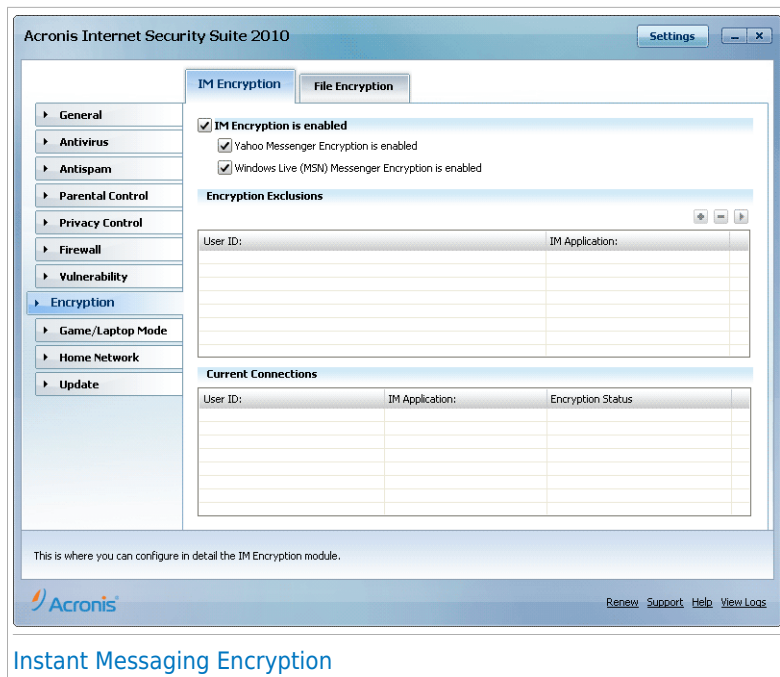 Acronis Internet Security Suite 2010
Settings
IM Encryption
File Encryption
General
Antivirus
Antispam
Parental Control
Privacy Control
Firewall
Vulnerability
Encryption
Game/Laptop Mode
Home Network
Update
IM Encryption is enabled
Yahoo Messenger Encryption is enabled
Windows Live (MSN) Messenger Encryption is enabled
Encryption Exclusions
User ID: IM Application:
Current Connections
User ID: IM Application: Encryption Status
This is where you can configure in detail the IM Encryption module.
Acronis
Renew Support Help View Logs
Instant Messaging Encryption